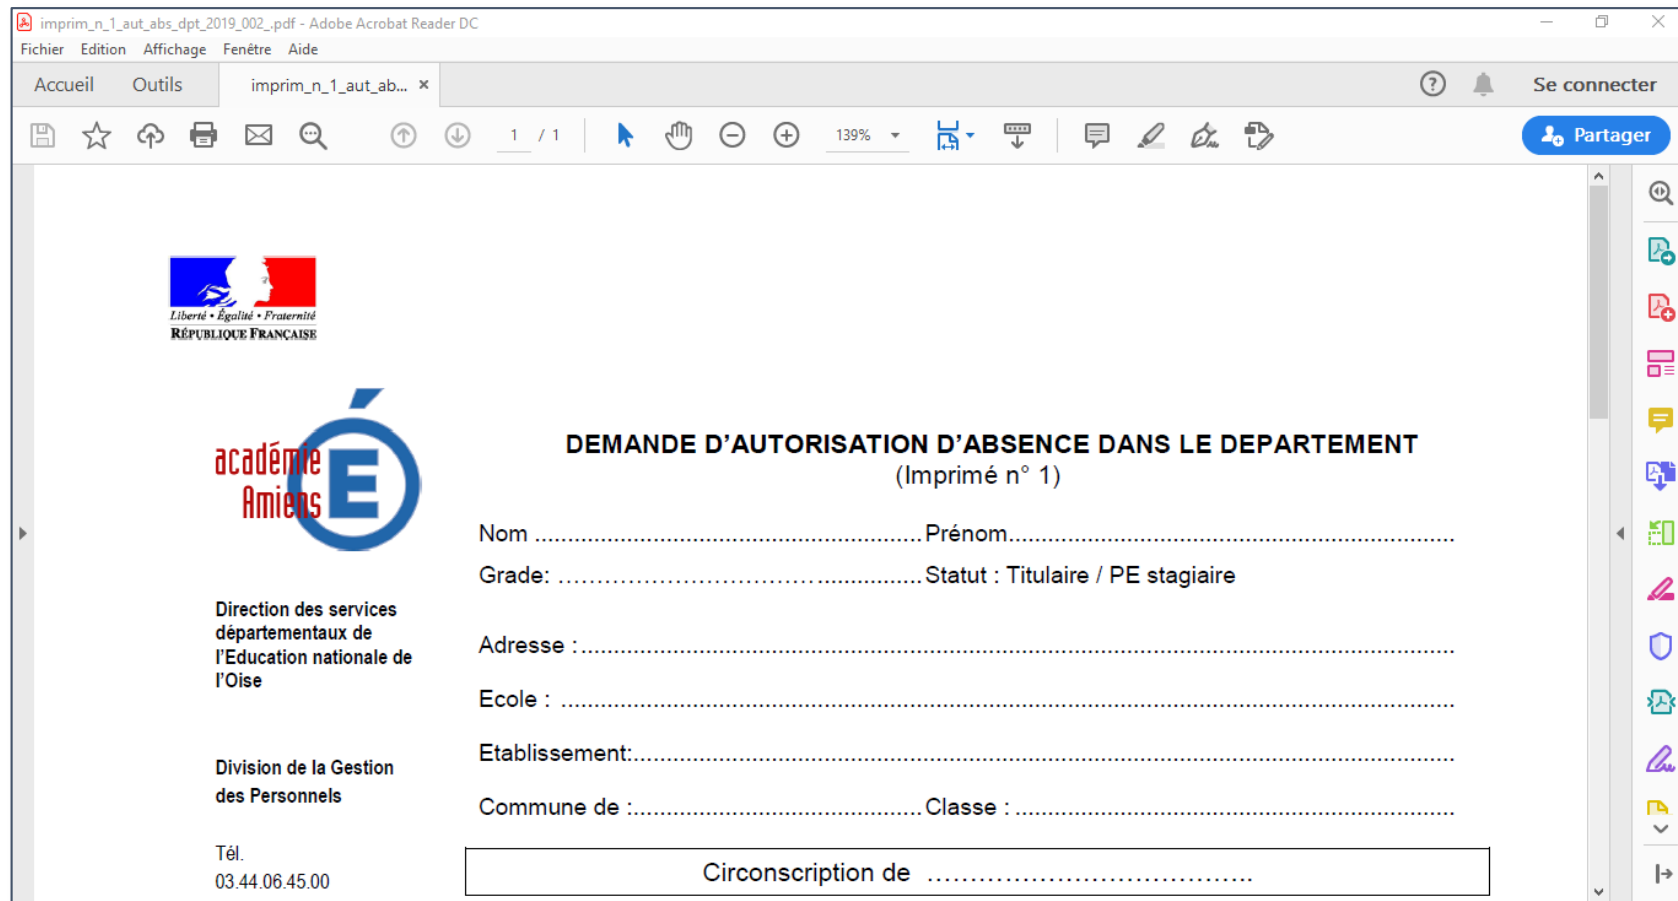 imprim_n_1_aut_abs_dpt_2019_002_.pdf - Adobe Acrobat Reader DC
Fichier Edition Affichage Fenêtre Aide
Accueil Outils imprim_n_1_aut_ab... × Se connecter
1 / 1 139% Partager
Liberté • Égalité • Fraternité
RÉPUBLIQUE FRANÇAISE
académie
Amiens
É
DEMANDE D'AUTORISATION D'ABSENCE DANS LE DEPARTEMENT
(Imprimé n° 1)
Nom ..........................................................Prénom...................................................................
Grade: …………………………................Statut : Titulaire / PE stagiaire
Adresse :...................................................................................................................................
Ecole : ......................................................................................................................................
Etablissement:...........................................................................................................................
Commune de :...........................................Classe : ..................................................................
Circonscription de ………………………………..
Direction des services
départementaux de
l'Education nationale de
l'Oise
Division de la Gestion
des Personnels
Tél.
03.44.06.45.00